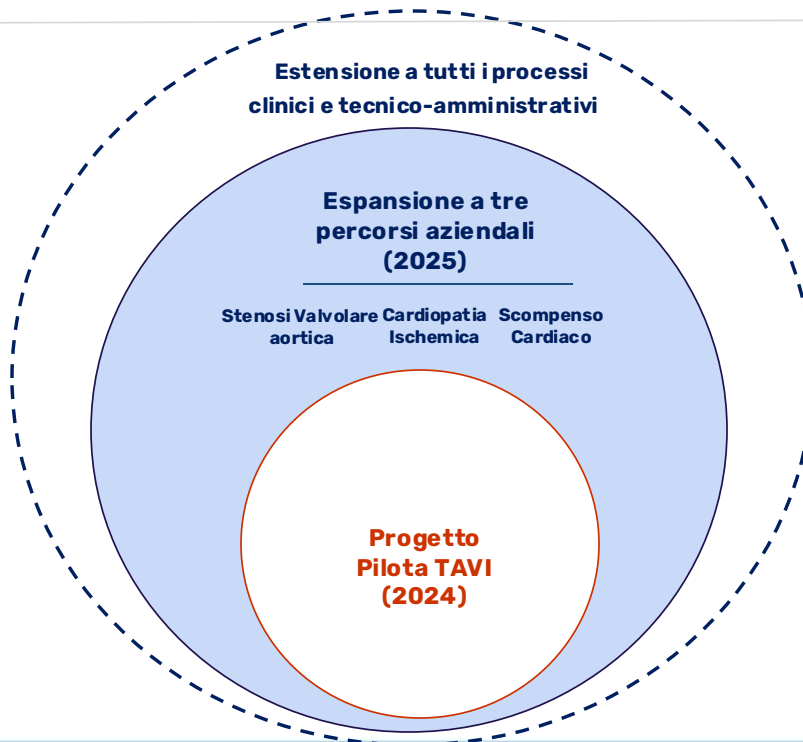 Estensione a tutti i processi
clinici e tecnico-amministrativi
Espansione a tre
percorsi aziendali
(2025)
Stenosi Valvolare
aortica
Cardiopatia
Ischemica
Scompenso
Cardiaco
Progetto
Pilota TAVI
(2024)